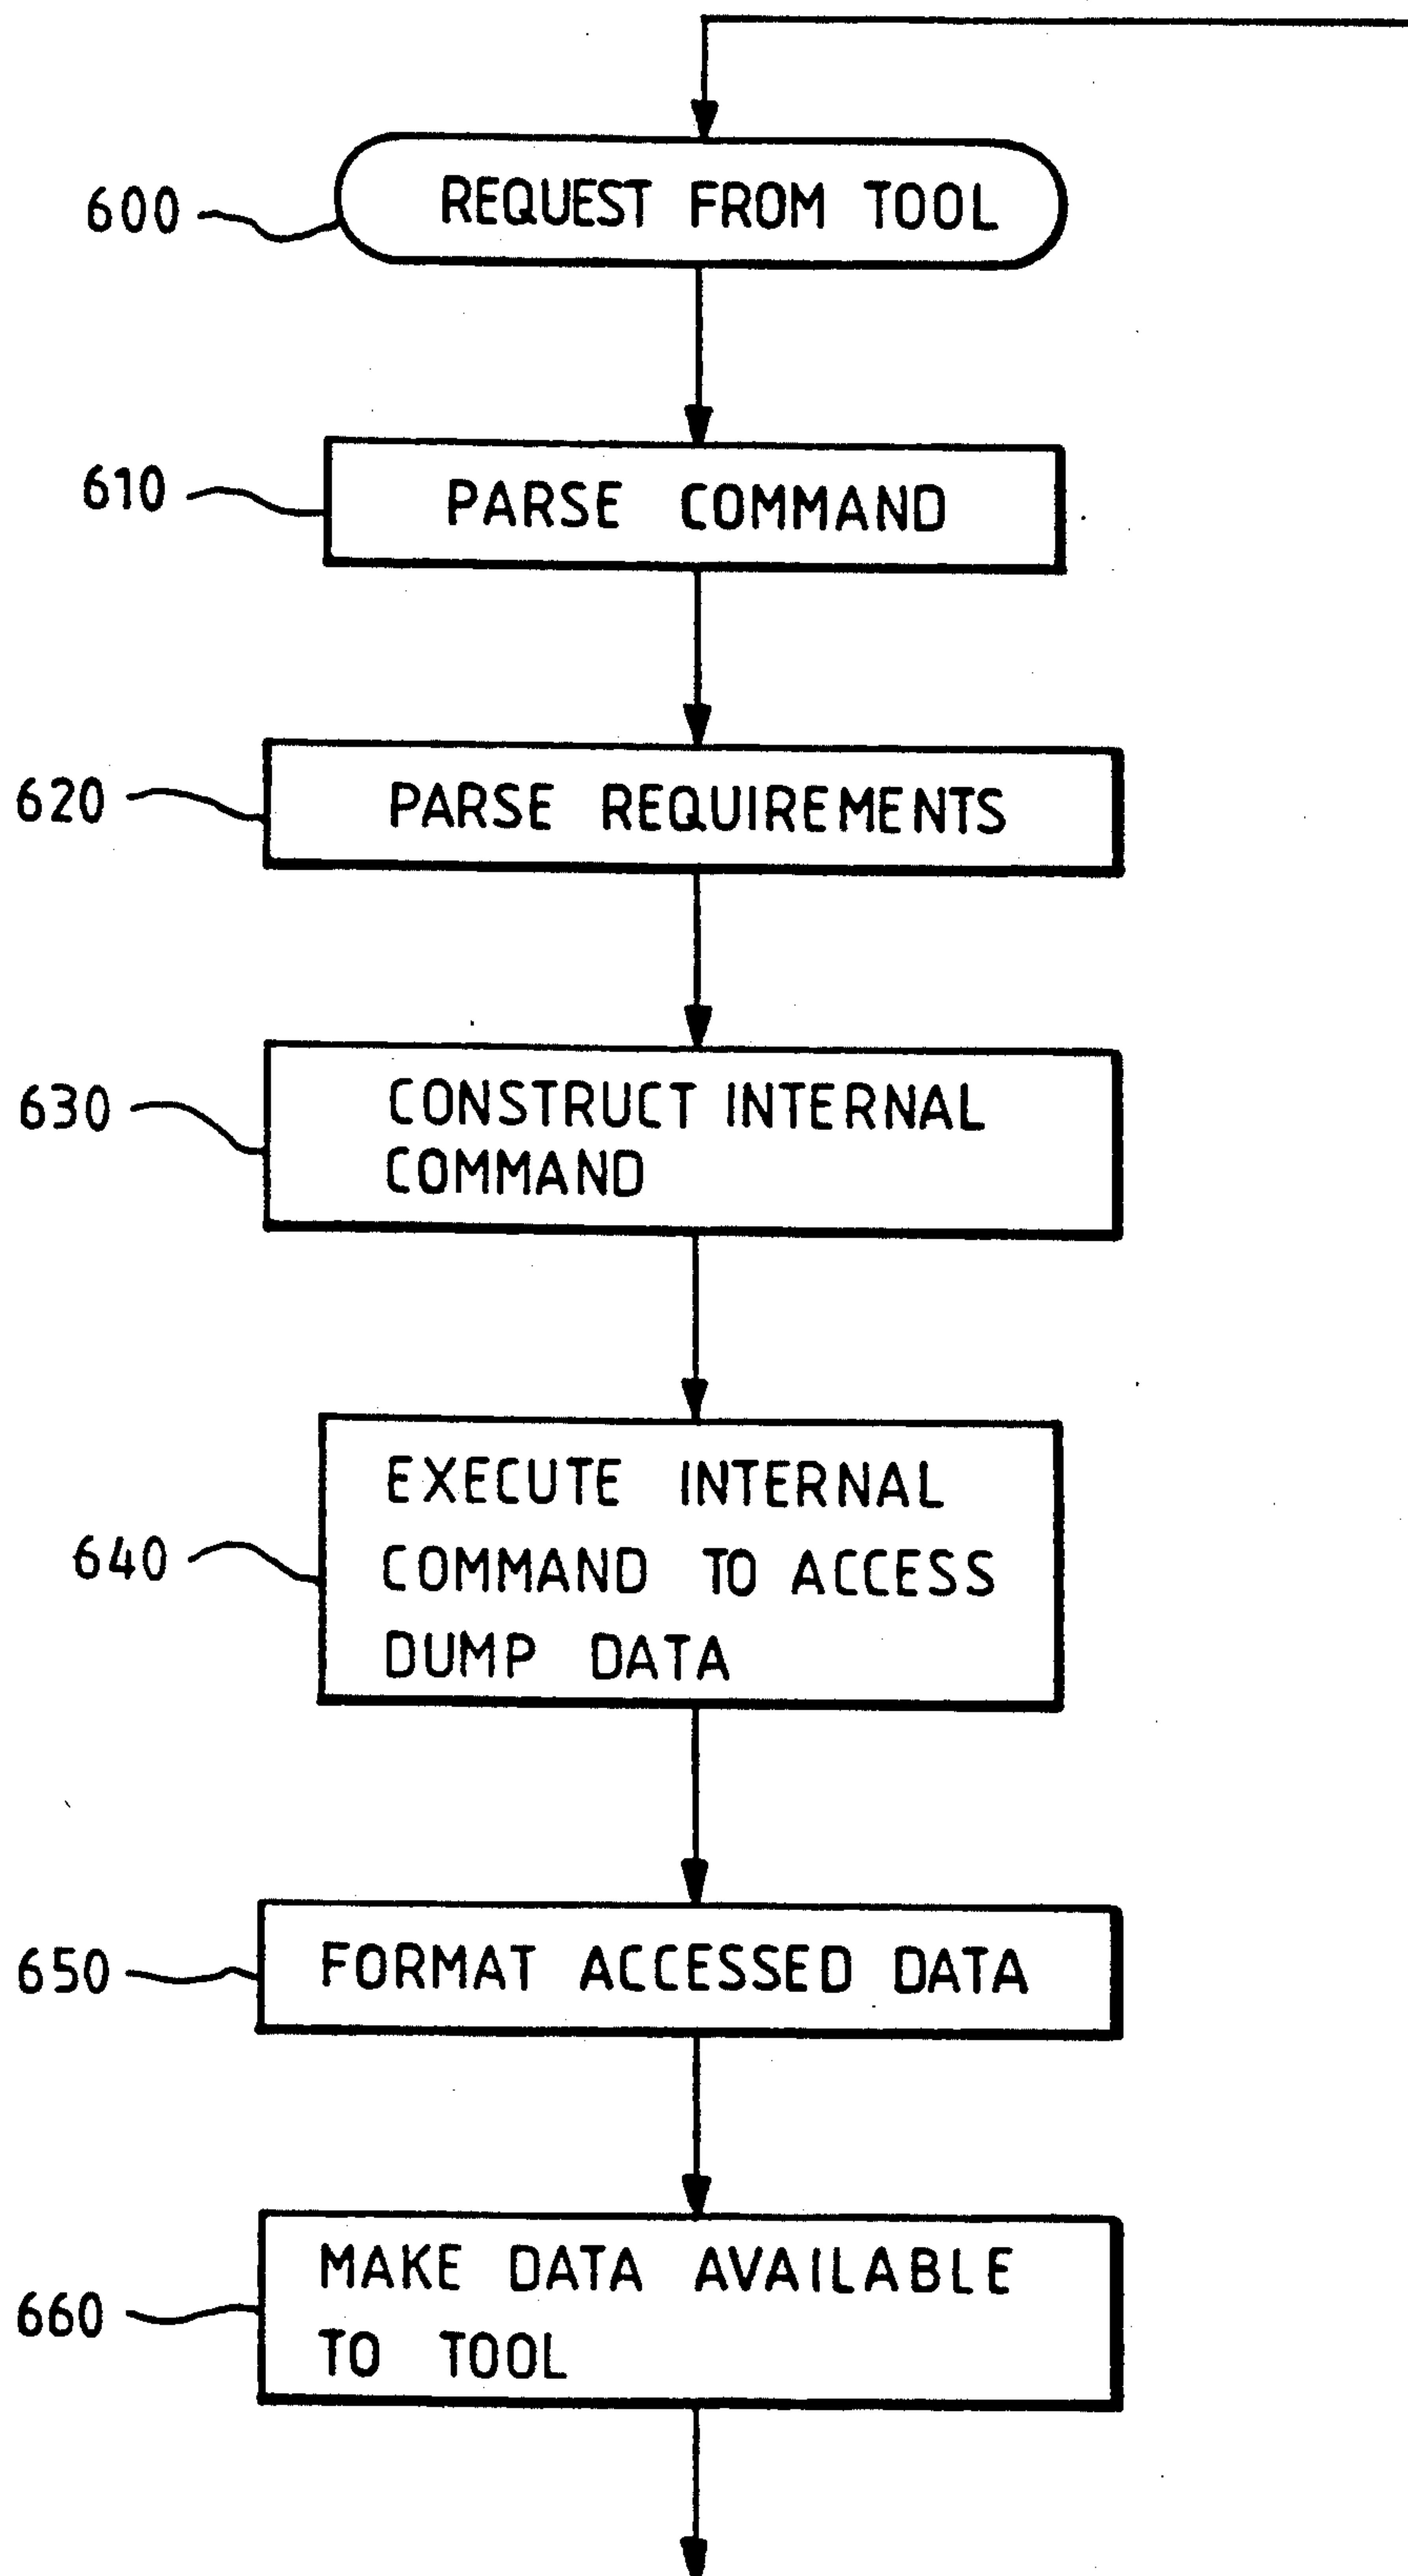 600
REQUEST FROM TOOL
610
PARSE COMMAND
620
PARSE REQUIREMENTS
630
CONSTRUCT INTERNAL
COMMAND
640
EXECUTE INTERNAL
COMMAND TO ACCESS
DUMP DATA
650
FORMAT ACCESSED DATA
660
MAKE DATA AVAILABLE
TO TOOL